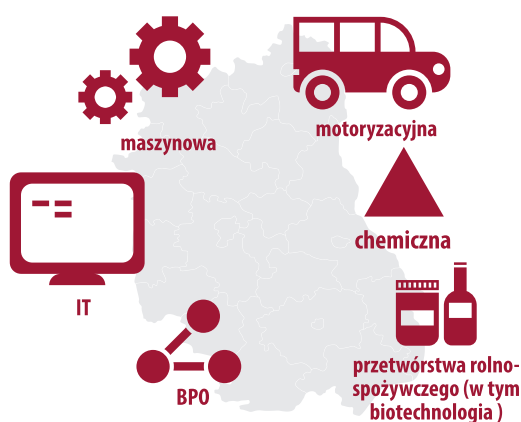 maszynowa
motoryzacyjna
chemiczna
IT
BPO
przetwórstwa rolno-
spożywczego (w tym
biotechnologia )